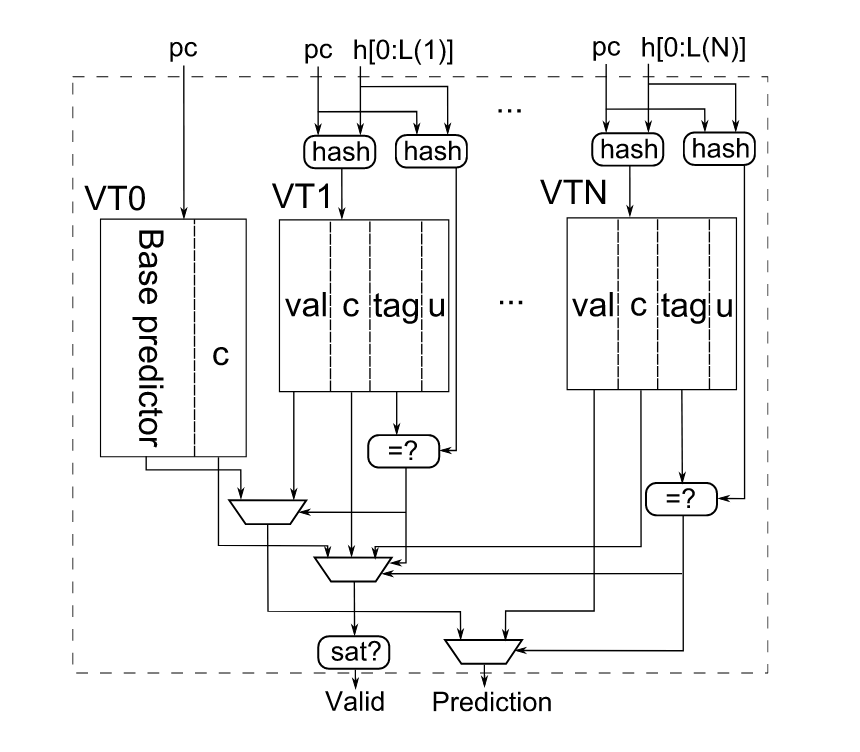 pc
pc h[0:L(1)]
pc h[0:L(N)]
...
hash
hash
hash
hash
VT0
VT1
VTN
Base predictor
c
val c tag u
...
val c tag u
=?
=?
sat?
Valid
Prediction